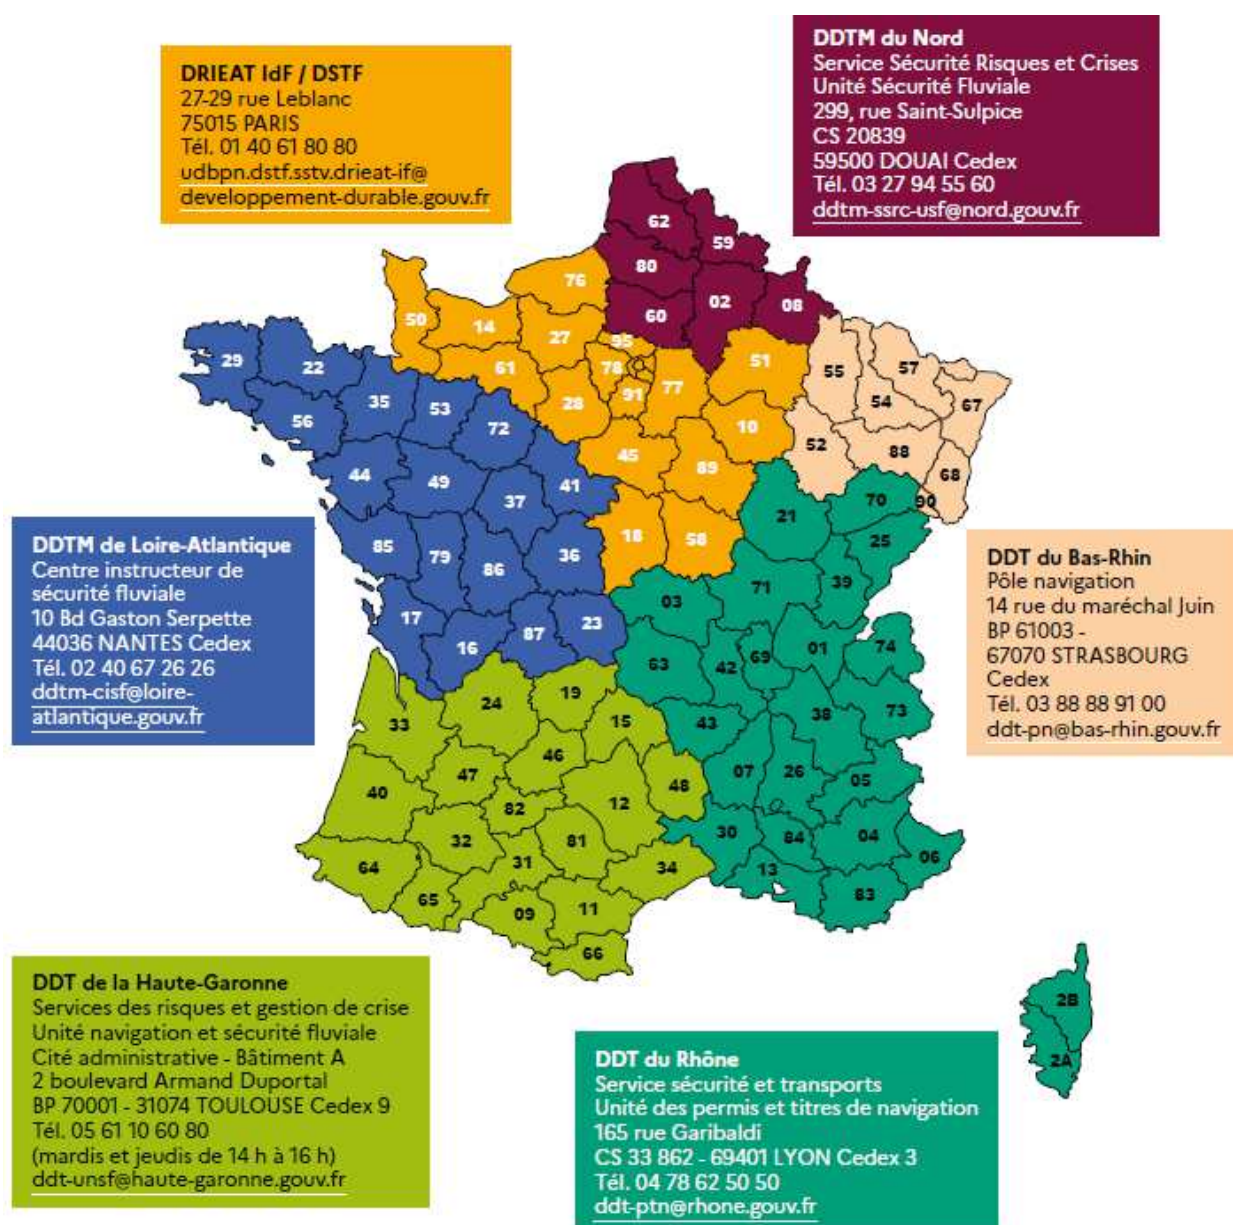 DRIEAT IdF / DSTF
27-29 rue Leblanc
75015 PARIS
Tél. 01 40 61 80 80
udbpn.dstf.sstv.drieat-if@
developpement-durable.gouv.fr
DDTM du Nord
Service Sécurité Risques et Crises
Unité Sécurité Fluviale
299, rue Saint-Sulpice
CS 20839
59500 DOUAI Cedex
Tél. 03 27 94 55 60
ddtm-ssrc-usf@nord.gouv.fr
62
59
80
76
02
08
60
50
14
27
95
51
55
57
29
22
61
78
77
54
67
35
53
28
91
56
72
10
52
88
45
89
68
44
49
41
37
70
90
21
18
58
25
85
79
36
86
39
71
03
17
16
87
23
42
69
01
74
63
24
19
38
73
33
15
43
46
47
07
26
05
40
48
12
82
32
81
30
84
04
06
31
34
64
13
83
65
09
11
66
2B
2A
DDTM de Loire-Atlantique
Centre instructeur de
sécurité fluviale
10 Bd Gaston Serpette
44036 NANTES Cedex
Tél. 02 40 67 26 26
ddtm-cisf@loire-
atlantique.gouv.fr
DDT du Bas-Rhin
Pôle navigation
14 rue du maréchal Juin
BP 61003 -
67070 STRASBOURG
Cedex
Tél. 03 88 88 91 00
ddt-pn@bas-rhin.gouv.fr
DDT de la Haute-Garonne
Services des risques et gestion de crise
Unité navigation et sécurité fluviale
Cité administrative - Bâtiment A
2 boulevard Armand Duportal
BP 70001 - 31074 TOULOUSE Cedex 9
Tél. 05 61 10 60 80
(mardis et jeudis de 14 h à 16 h)
ddt-unsf@haute-garonne.gouv.fr
DDT du Rhône
Service sécurité et transports
Unité des permis et titres de navigation
165 rue Garibaldi
CS 33 862 - 69401 LYON Cedex 3
Tél. 04 78 62 50 50
ddt-ptn@rhone.gouv.fr